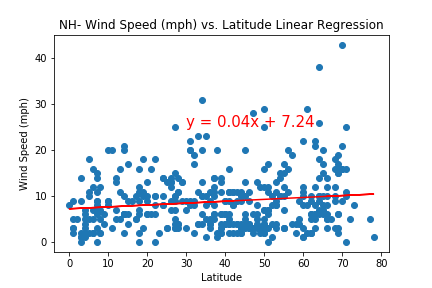 NH- Wind Speed (mph) vs. Latitude Linear Regression
40
30
20
10
0
Wind Speed (mph)
y = 0.04x + 7.24
0 10 20 30 40 50 60 70 80
Latitude